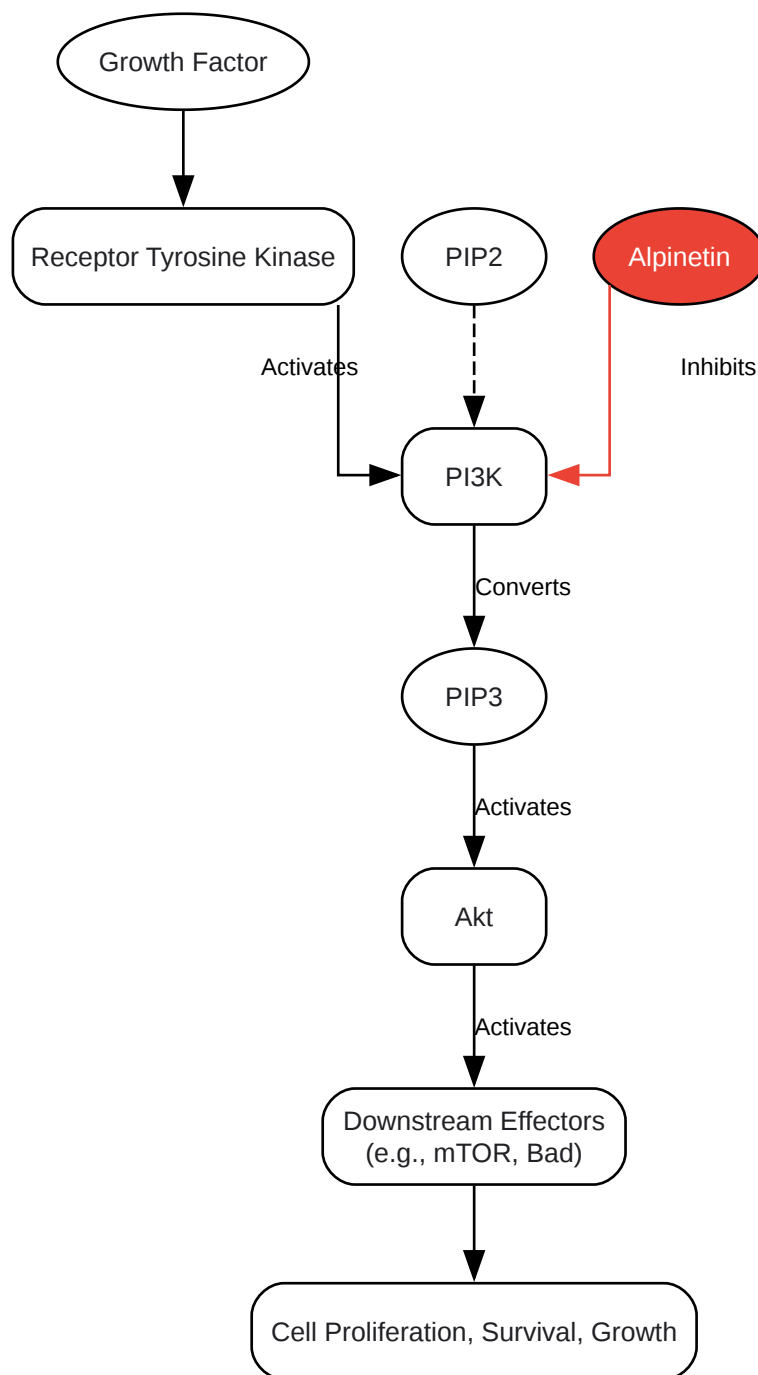 Growth Factor
Receptor Tyrosine Kinase
PIP2
Alpinetin
Activates
Inhibits
PI3K
Converts
PIP3
Activates
Akt
Activates
Downstream Effectors
(e.g., mTOR, Bad)
Cell Proliferation, Survival, Growth